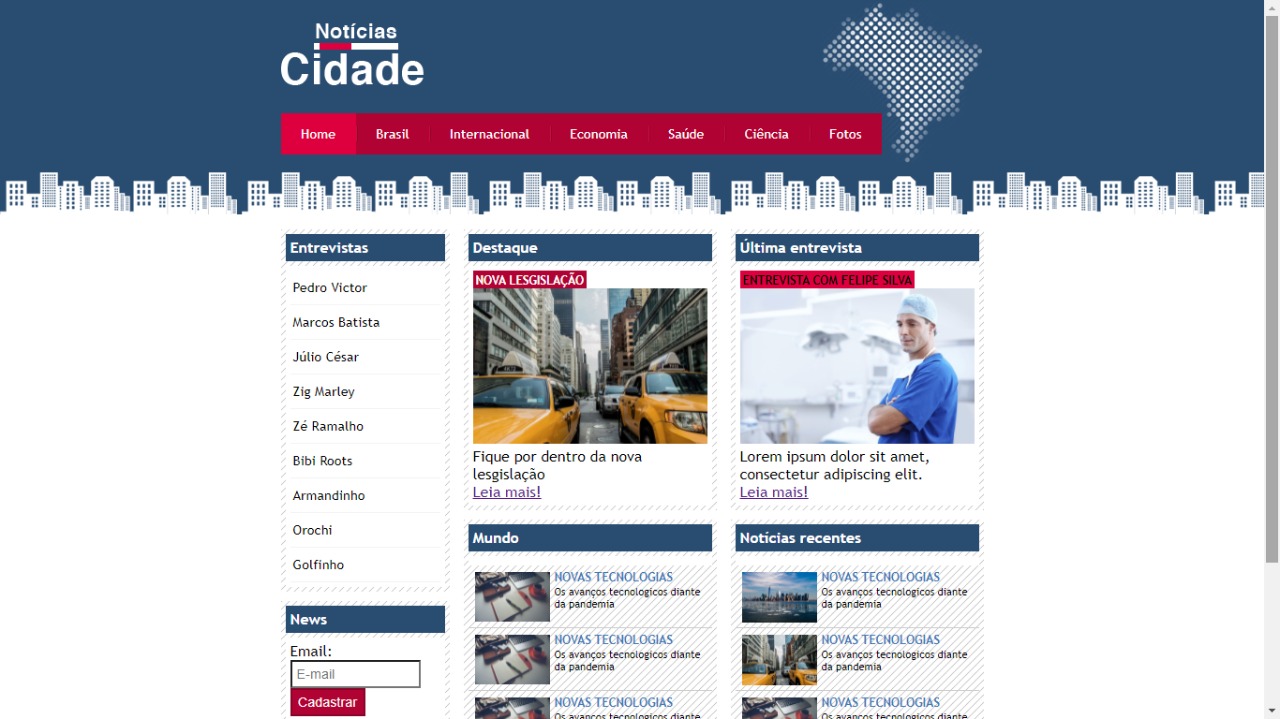 Notícias
Cidade
Home Brasil Internacional Economia Saúde Ciência Fotos
Entrevistas
Pedro Victor
Marcos Batista
Júlio César
Zig Marley
Zé Ramalho
Bibi Roots
Armandinho
Orochi
Golfinho
News
Email:
E-mail
Cadastrar
Destaque
NOVA LESGISLAÇÃO
Fique por dentro da nova
lesgislação
Leia mais!
Última entrevista
ENTREVISTA COM FELIPE SILVA
Lorem ipsum dolor sit amet,
consectetur adipiscing elit.
Leia mais!
Mundo
NOVAS TECNOLOGIAS
Os avanços tecnologicos diante
da pandemia
NOVAS TECNOLOGIAS
Os avanços tecnologicos diante
da pandemia
NOVAS TECNOLOGIAS
Os avanços tecnologicos diante
Notícias recentes
NOVAS TECNOLOGIAS
Os avanços tecnologicos diante
da pandemia
NOVAS TECNOLOGIAS
Os avanços tecnologicos diante
da pandemia
NOVAS TECNOLOGIAS
Os avanços tecnologicos diante